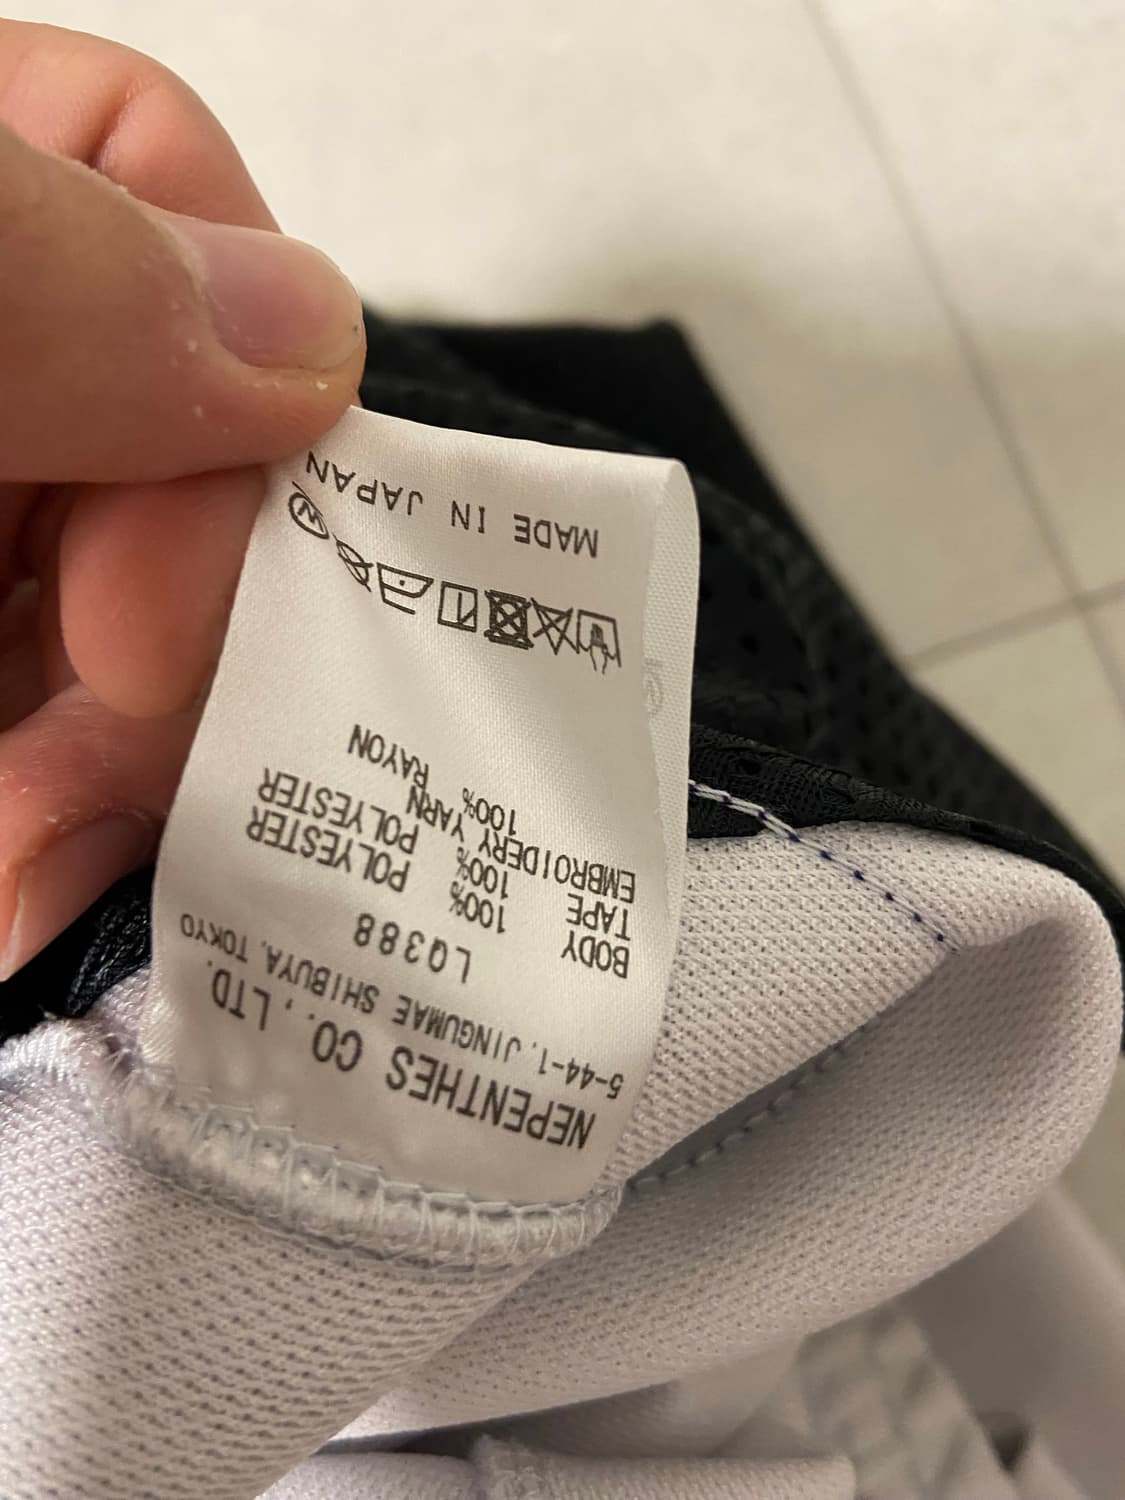 NEPENTHES CO., LTD.
5-44-1, JINGUMAE SHIBUYA, TOKYO
LQ388
BODY 100% POLYESTER
TAPE 100% POLYESTER
EMBROIDERY YARN
100% RAYON
W
MADE IN JAPAN